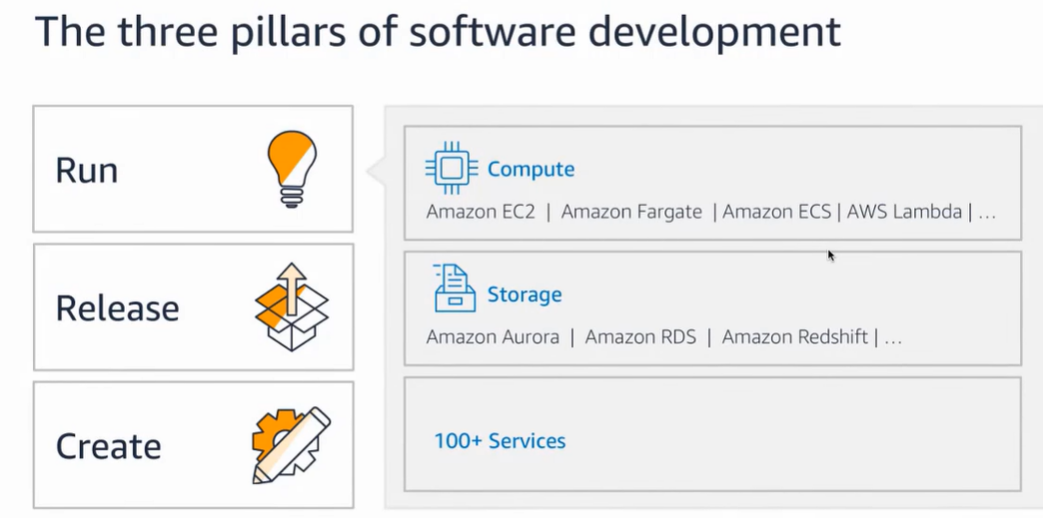 The three pillars of software development
Run
Compute
Amazon EC2 | Amazon Fargate | Amazon ECS | AWS Lambda | ...
Release
Storage
Amazon Aurora | Amazon RDS | Amazon Redshift | ...
Create
100+ Services